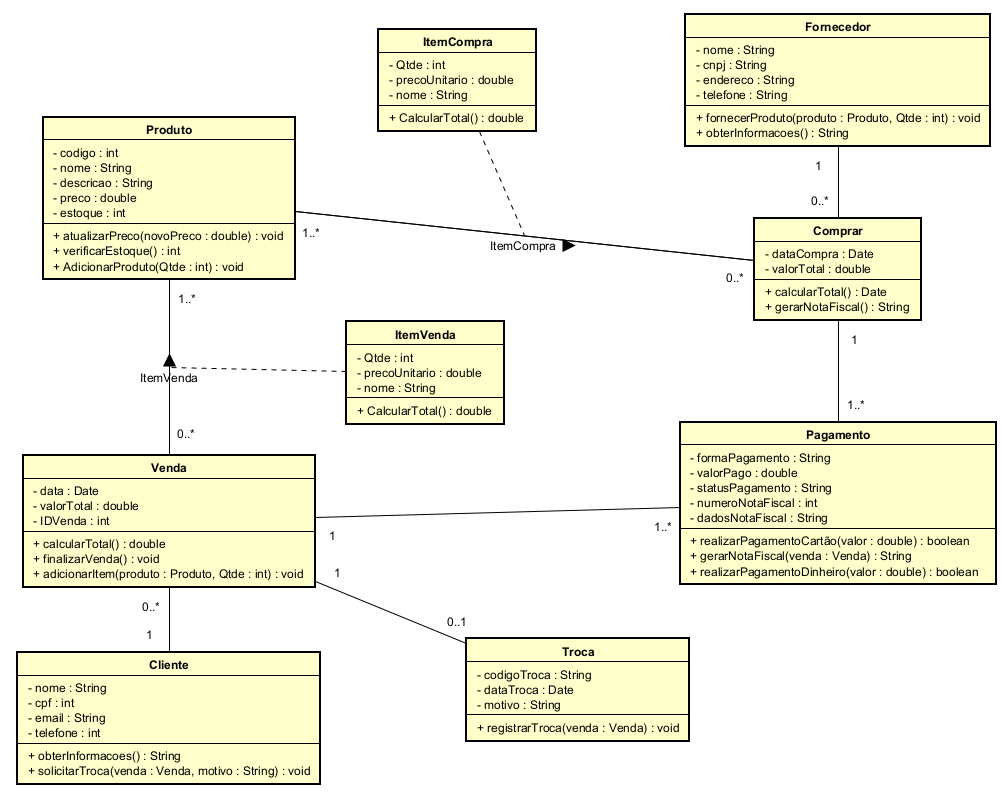 ItemCompra
- Qtde : int
- precoUnitario : double
- nome : String
+ CalcularTotal() : double
Fornecedor
- nome : String
- cnpj : String
- endereco : String
- telefone : String
+ fornecerProduto(produto : Produto, Qtde : int) : void
+ obterInformacoes() : String
Produto
- codigo : int
- nome : String
- descricao : String
- preco : double
- estoque : int
+ atualizarPreco(novoPreco : double) : void
+ verificarEstoque() : int
+ AdicionarProduto(Qtde : int) : void
1
0..*
1..*
ItemCompra
0..*
Comprar
- dataCompra : Date
- valorTotal : double
+ calcularTotal() : Date
+ gerarNotaFiscal() : String
1..*
ItemVenda
0..*
ItemVenda
- Qtde : int
- precoUnitario : double
- nome : String
+ CalcularTotal() : double
1
1..*
Venda
- data : Date
- valorTotal : double
- IDVenda : int
+ calcularTotal() : double
+ finalizarVenda() : void
+ adicionarItem(produto : Produto, Qtde : int) : void
1
1..*
Pagamento
- formaPagamento : String
- valorPago : double
- statusPagamento : String
- numeroNotaFiscal : int
- dadosNotaFiscal : String
+ realizarPagamentoCartão(valor : double) : boolean
+ gerarNotaFiscal(venda : Venda) : String
+ realizarPagamentoDinheiro(valor : double) : boolean
1
0..1
0..*
1
Cliente
- nome : String
- cpf : int
- email : String
- telefone : int
+ obterInformacoes() : String
+ solicitarTroca(venda : Venda, motivo : String) : void
Troca
- codigoTroca : String
- dataTroca : Date
- motivo : String
+ registrarTroca(venda : Venda) : void